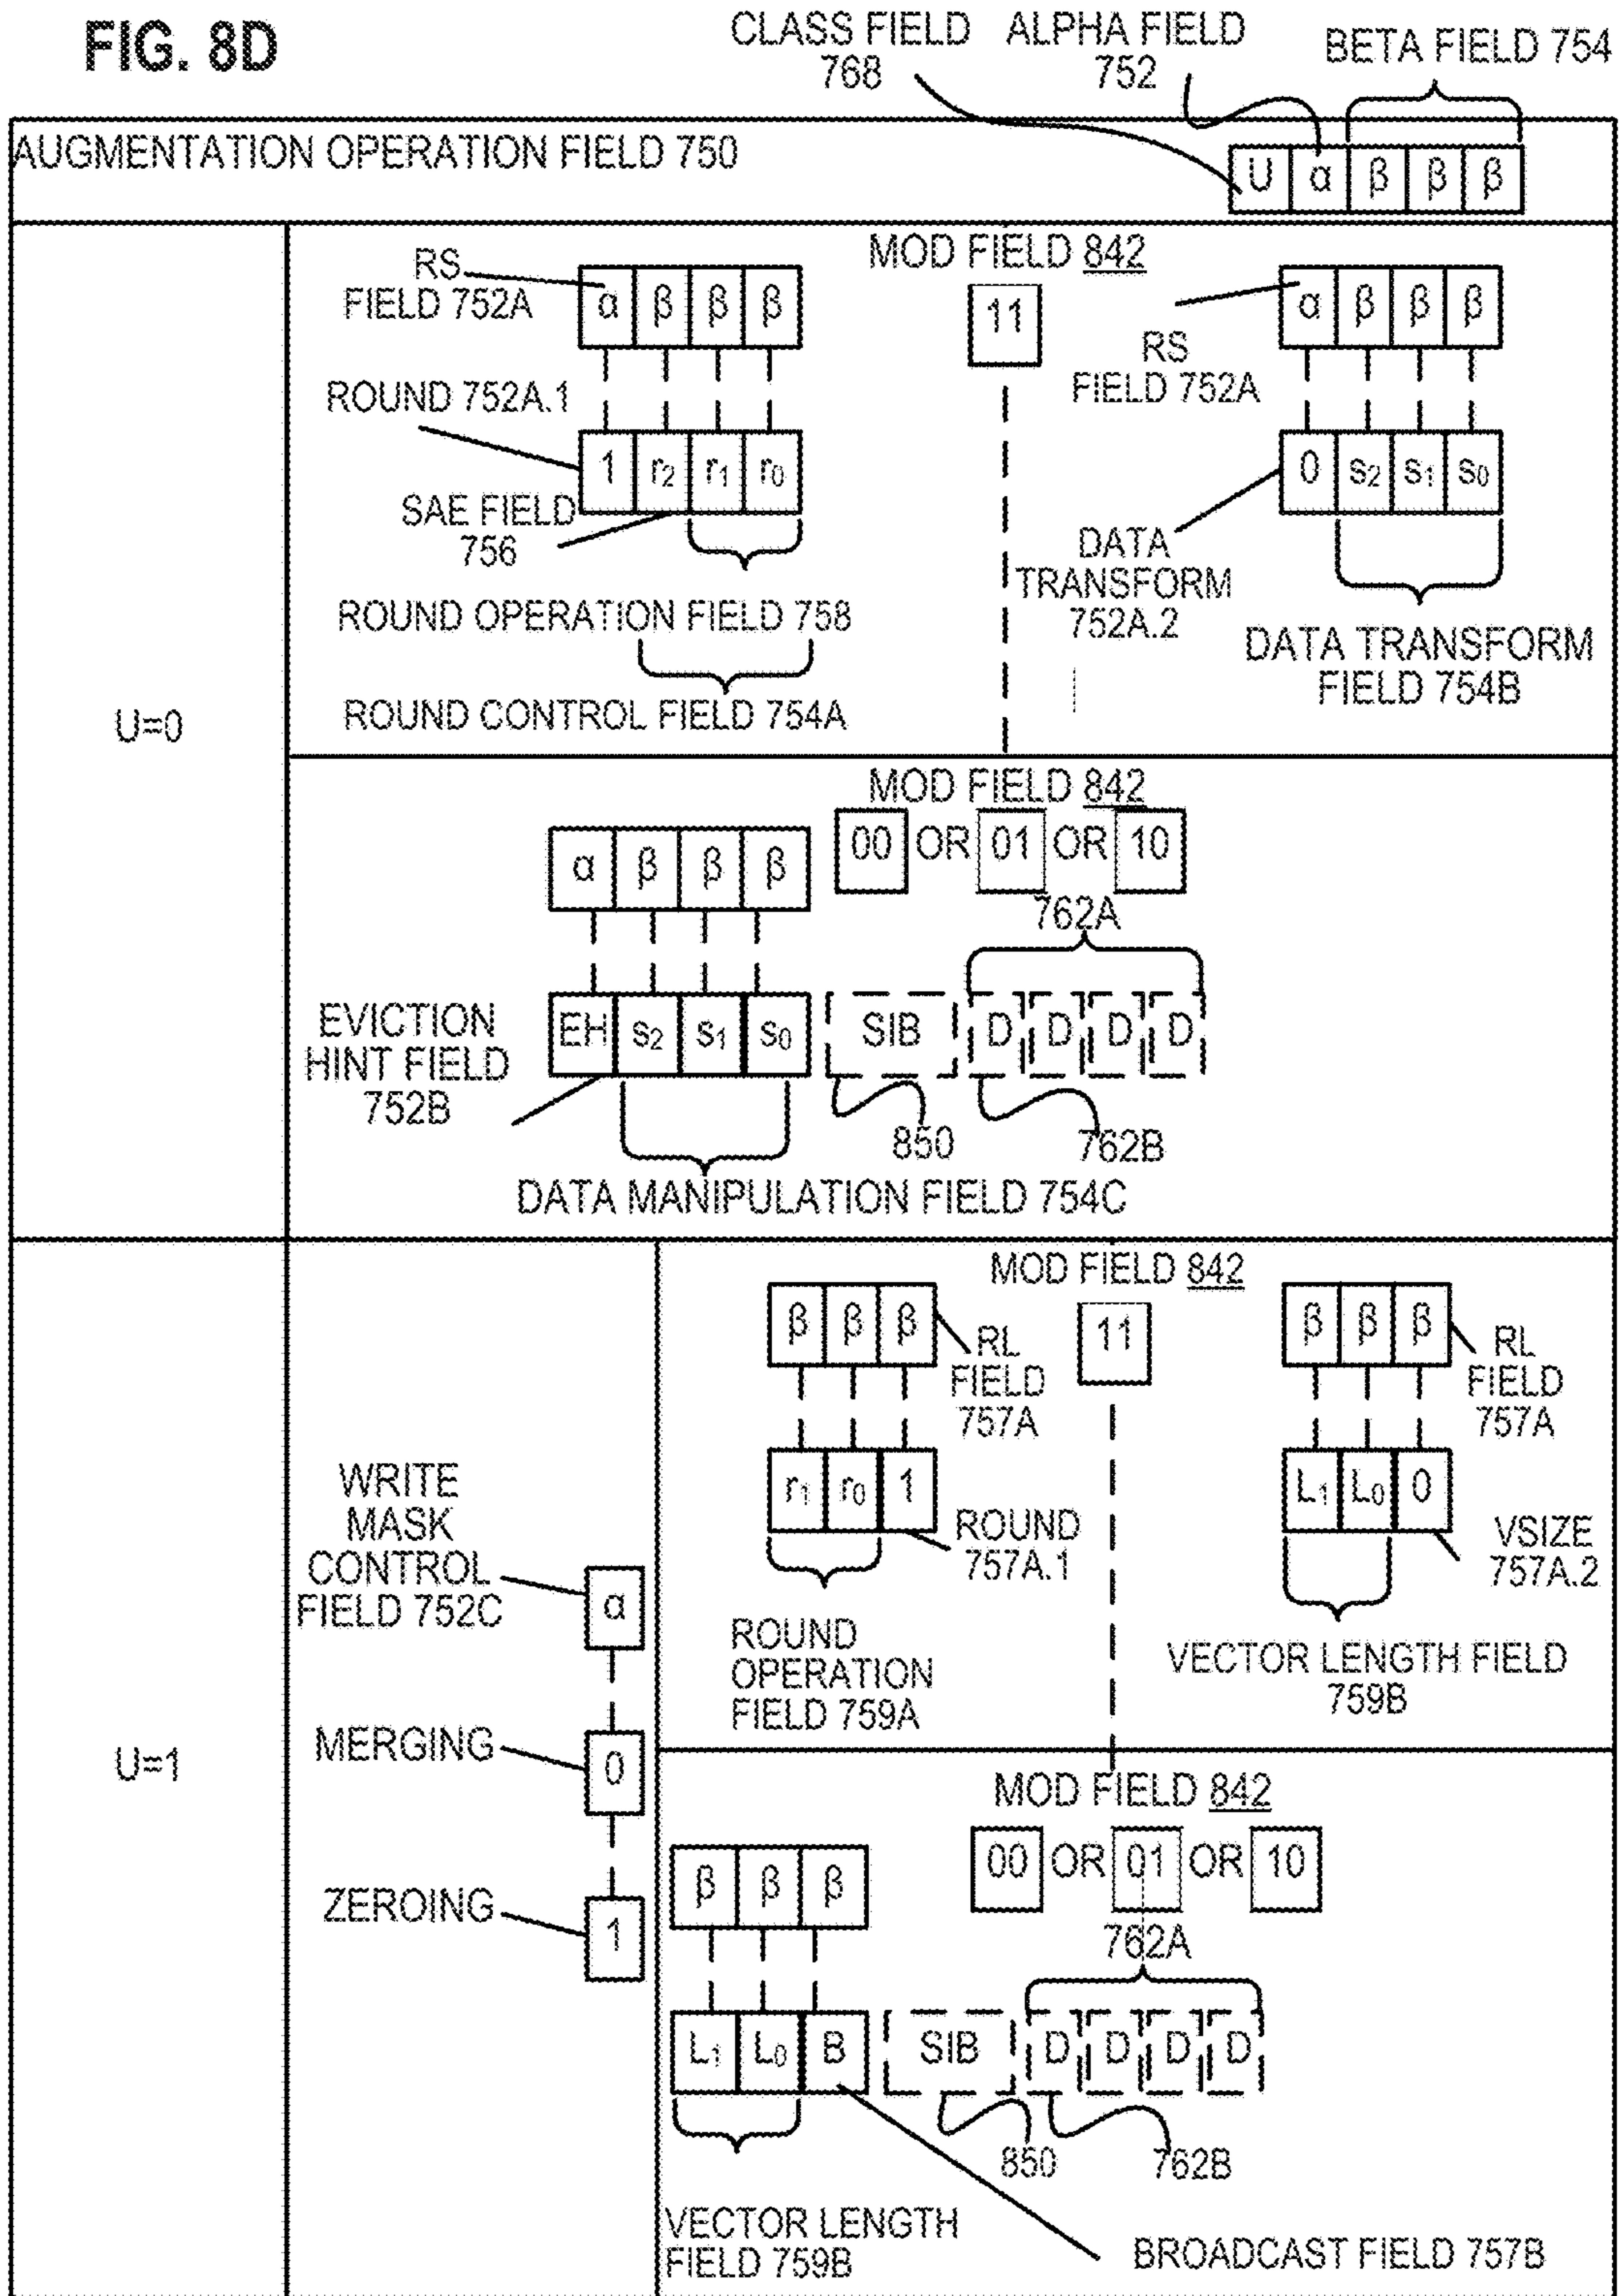 FIG. 8D
CLASS FIELD
768
ALPHA FIELD
752
BETA FIELD 754
AUGMENTATION OPERATION FIELD 750
U α β β β
U=0
MOD FIELD 842
11
RS
FIELD 752A
α β β β
ROUND 752A.1
1 r₂ r₁ r₀
SAE FIELD
756
ROUND OPERATION FIELD 758
ROUND CONTROL FIELD 754A
α β β β
RS
FIELD 752A
0 s₂ s₁ s₀
DATA
TRANSFORM
752A.2
DATA TRANSFORM
FIELD 754B
MOD FIELD 842
00 OR 01 OR 10
α β β β
762A
EVICTION
HINT FIELD
752B
EH s₂ s₁ s₀ SIB D D D D
850
762B
DATA MANIPULATION FIELD 754C
U=1
WRITE
MASK
CONTROL
FIELD 752C
α
MERGING
0
ZEROING
1
MOD FIELD 842
11
β β β
RL
FIELD
757A
r₁ r₀ 1
ROUND
757A.1
ROUND
OPERATION
FIELD 759A
β β β
RL
FIELD
757A
L₁ L₀ 0
VSIZE
757A.2
VECTOR LENGTH FIELD
759B
MOD FIELD 842
00 OR 01 OR 10
β β β
762A
L₁ L₀ B SIB D D D D
850
762B
VECTOR LENGTH
FIELD 759B
BROADCAST FIELD 757B